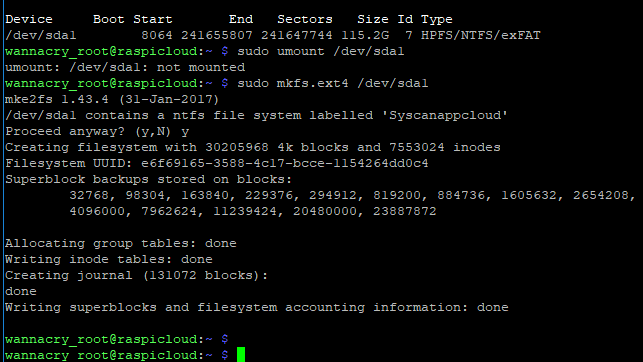 Device Boot Start End Sectors Size Id Type
/dev/sda1 8064 241655807 241647744 115.2G 7 HPFS/NTFS/exFAT
wannacry_root@raspicloud:~ $ sudo umount /dev/sda1
umount: /dev/sda1: not mounted
wannacry_root@raspicloud:~ $ sudo mkfs.ext4 /dev/sda1
mke2fs 1.43.4 (31-Jan-2017)
/dev/sda1 contains a ntfs file system labelled 'Syscanappcloud'
Proceed anyway? (y,N) y
Creating filesystem with 30205968 4k blocks and 7553024 inodes
Filesystem UUID: e6f69165-3588-4c17-bcce-1154264dd0c4
Superblock backups stored on blocks:
32768, 98304, 163840, 229376, 294912, 819200, 884736, 1605632, 2654208,
4096000, 7962624, 11239424, 20480000, 23887872
Allocating group tables: done
Writing inode tables: done
Creating journal (131072 blocks):
done
Writing superblocks and filesystem accounting information: done
wannacry_root@raspicloud:~ $
wannacry_root@raspicloud:~ $